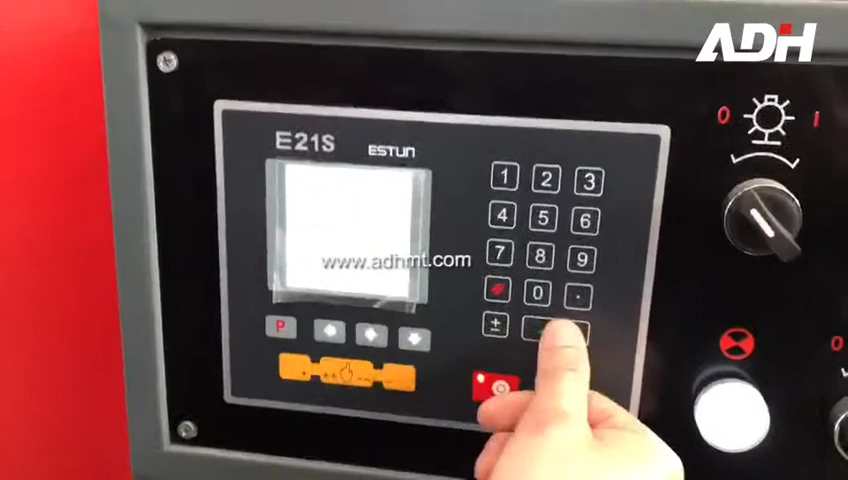 ADH
0
1
E21S
ESTUN
1 2 3
4 5 6
www.adhmt.com
7 8 9
0 .
±
P
+ ++ -- -
0